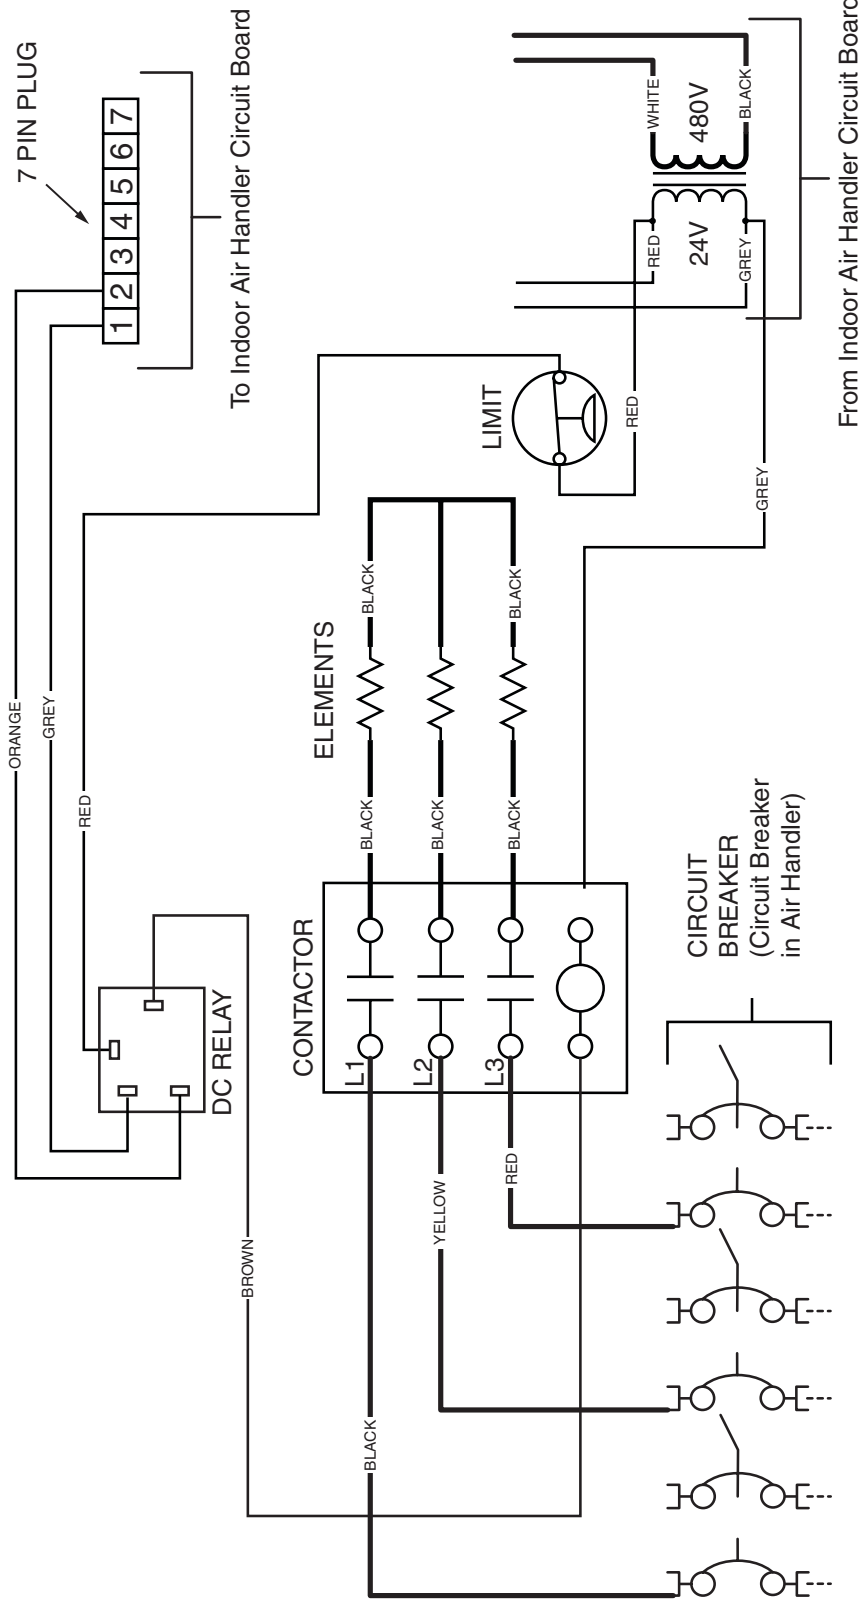 7 PIN PLUG
1 2 3 4 5 6 7
To Indoor Air Handler Circuit Board
ORANGE
GREY
RED
DC RELAY
BROWN
LIMIT
RED
WHITE
BLACK
480V
24V
RED
GREY
GREY
From Indoor Air Handler Circuit Board
ELEMENTS
BLACK
BLACK
BLACK
BLACK
BLACK
CONTACTOR
L1
L2
L3
BLACK
YELLOW
RED
CIRCUIT
BREAKER
(Circuit Breaker
in Air Handler)